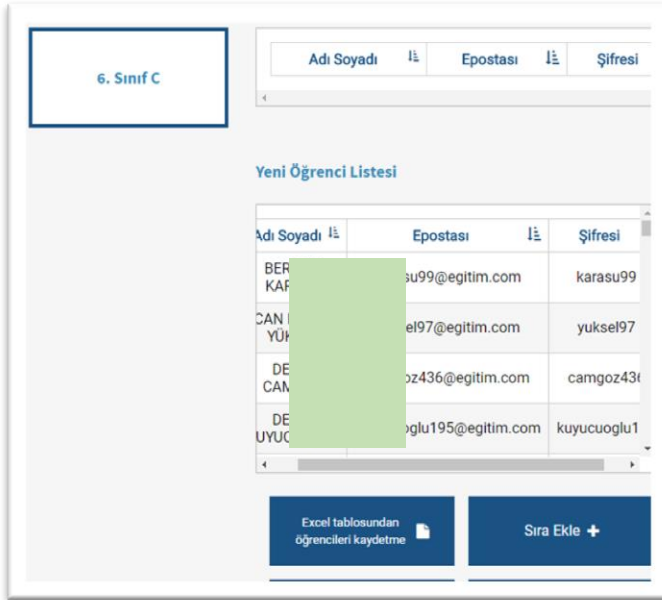 Adı Soyadı Epostası Şifresi
6. Sınıf C
Yeni Öğrenci Listesi
Adı Soyadı Epostası Şifresi
su99@egitim.com karasu99
el97@egitim.com yuksel97
oz436@egitim.com
oglu195@egitim.com kuyucuoglu1
Excel tablosundan
öğrencileri kaydetme
Sıra Ekle +